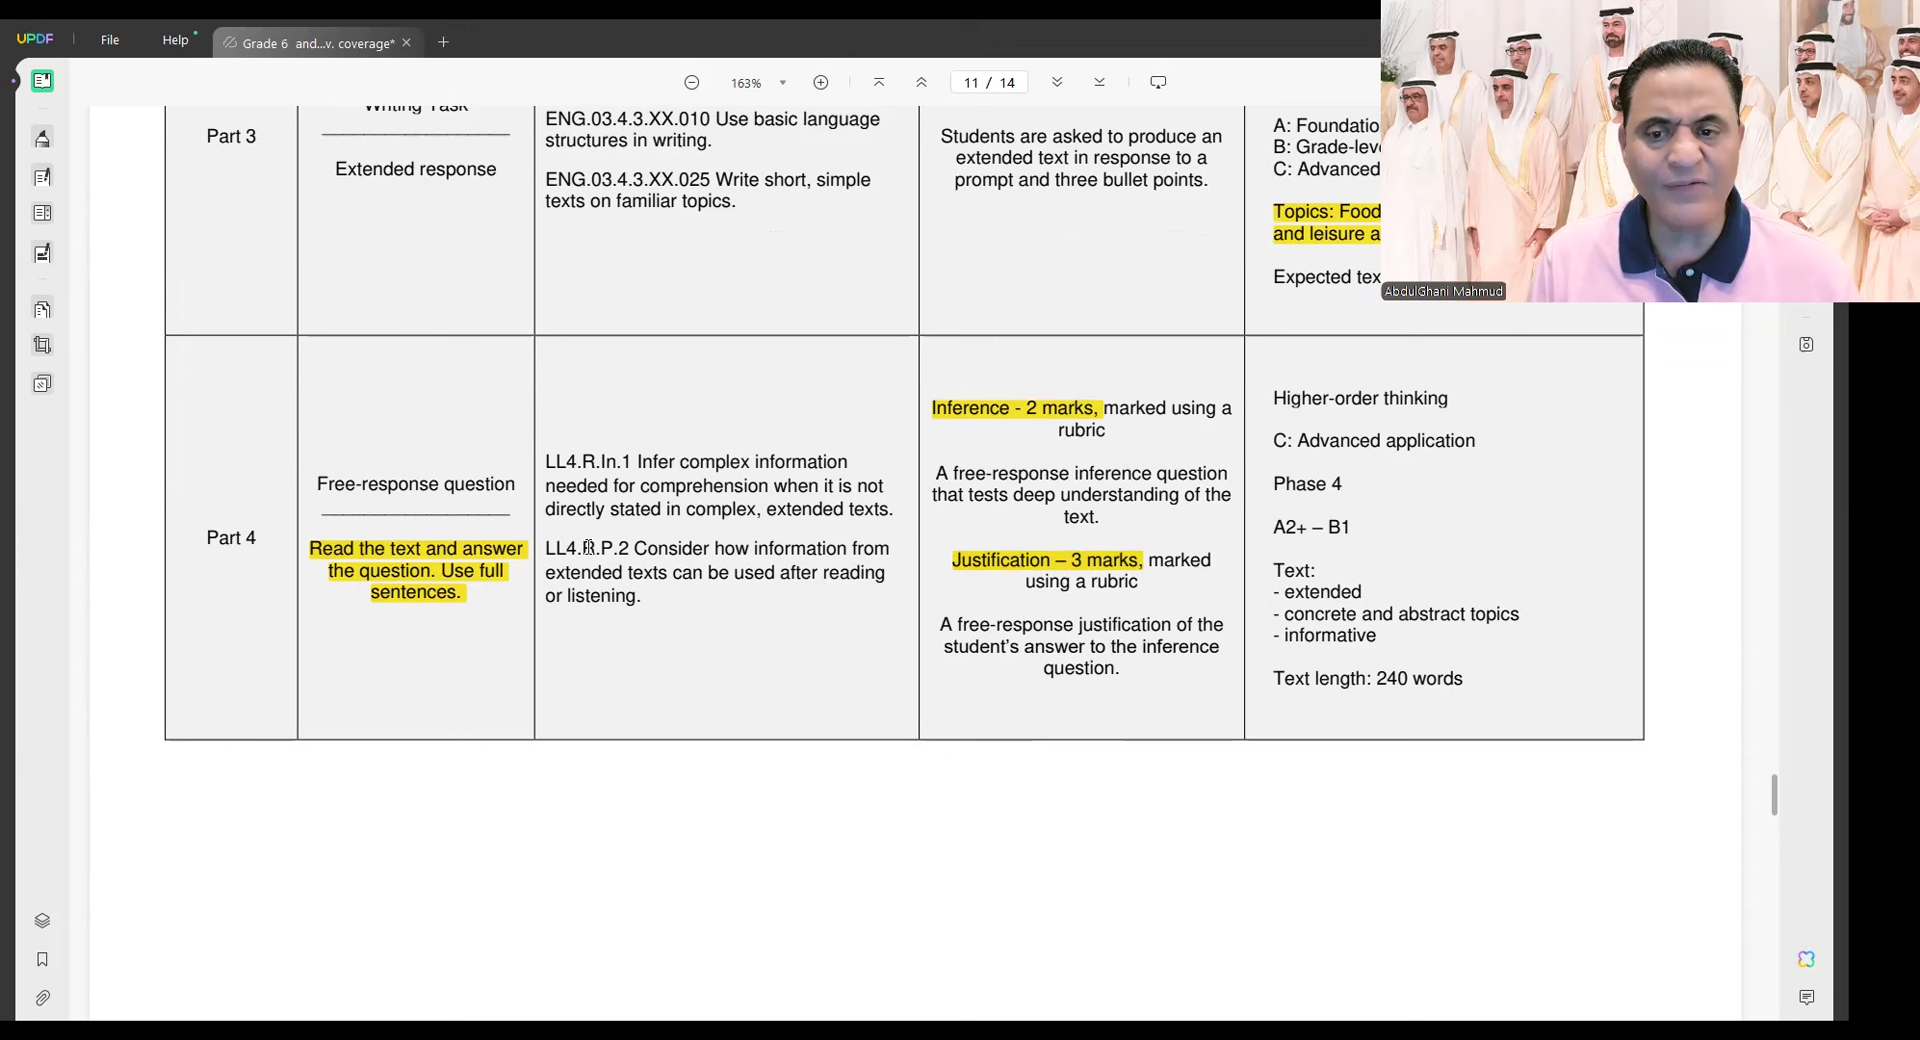 UPDF
File
Help
Grade 6 and...v. coverage*
163%
11 / 14
Part 3
Writing Task
Extended response
ENG.03.4.3.XX.010 Use basic language
structures in writing.
ENG.03.4.3.XX.025 Write short, simple
texts on familiar topics.
Students are asked to produce an
extended text in response to a
prompt and three bullet points.
A: Foundatio
B: Grade-leve
C: Advanced
Topics: Food
and leisure a
Expected tex
AbdulGhani Mahmud
Part 4
Free-response question
Read the text and answer
the question. Use full
sentences.
LL4.R.In.1 Infer complex information
needed for comprehension when it is not
directly stated in complex, extended texts.
LL4.R.P.2 Consider how information from
extended texts can be used after reading
or listening.
Inference - 2 marks, marked using a
rubric
A free-response inference question
that tests deep understanding of the
text.
Justification – 3 marks, marked
using a rubric
A free-response justification of the
student's answer to the inference
question.
Higher-order thinking
C: Advanced application
Phase 4
A2+ – B1
Text:
- extended
- concrete and abstract topics
- informative
Text length: 240 words